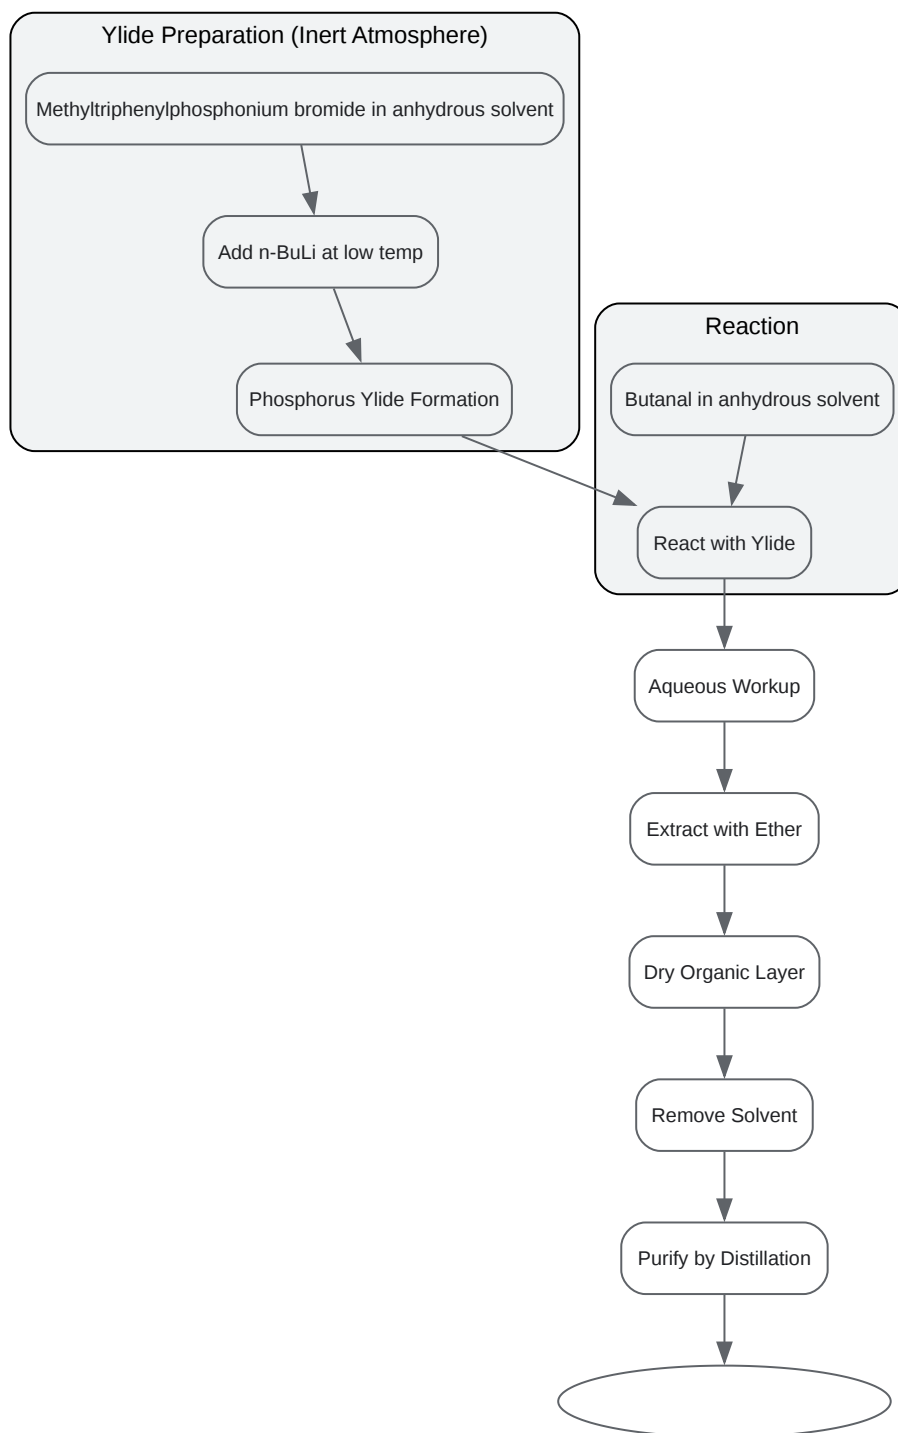 Ylide Preparation (Inert Atmosphere)
Methyltriphenylphosphonium bromide in anhydrous solvent
Add n-BuLi at low temp
Phosphorus Ylide Formation
Reaction
Butanal in anhydrous solvent
React with Ylide
Aqueous Workup
Extract with Ether
Dry Organic Layer
Remove Solvent
Purify by Distillation